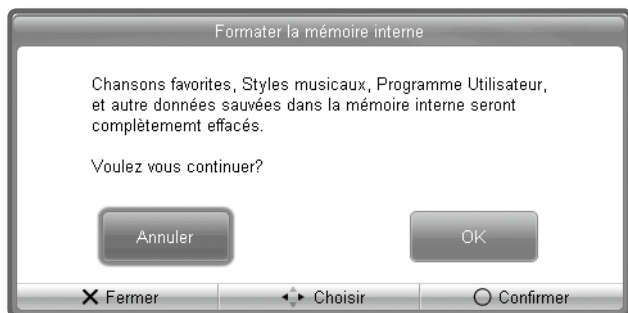 Formater la mémoire interne
Chansons favorites, Styles musicaux, Programme Utilisateur,
et autre données sauvées dans la mémoire interne seront
complètememt effacés.
Voulez vous continuer?
Annuler
OK
Fermer
Choisir
Confirmer